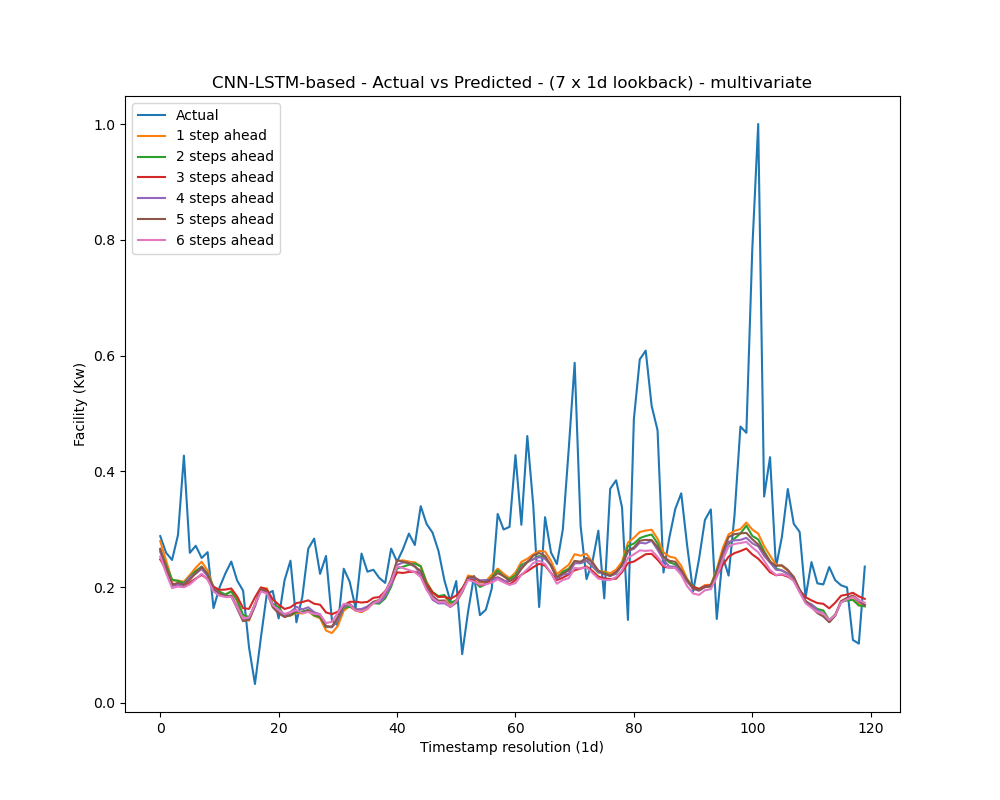 CNN-LSTM-based - Actual vs Predicted - (7 x 1d lookback) - multivariate
Actual
1 step ahead
2 steps ahead
3 steps ahead
4 steps ahead
5 steps ahead
6 steps ahead
1.0
0.8
0.6
0.4
0.2
0.0
Facility (Kw)
0 20 40 60 80 100 120
Timestamp resolution (1d)